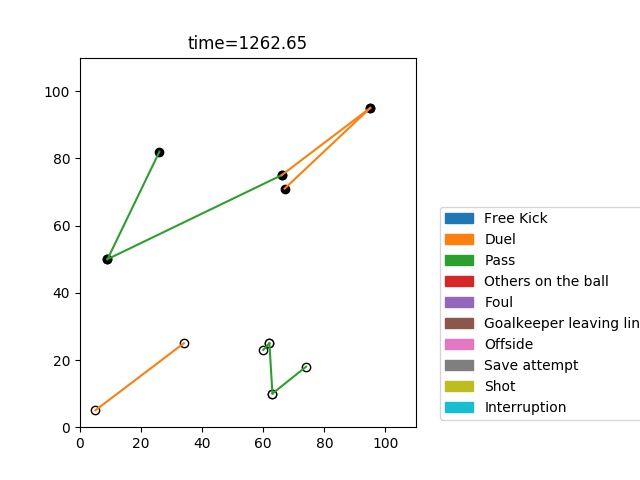 time=1262.65
100
80
60
40
20
0
0 20 40 60 80 100
Free Kick
Duel
Pass
Others on the ball
Foul
Goalkeeper leaving lin
Offside
Save attempt
Shot
Interruption